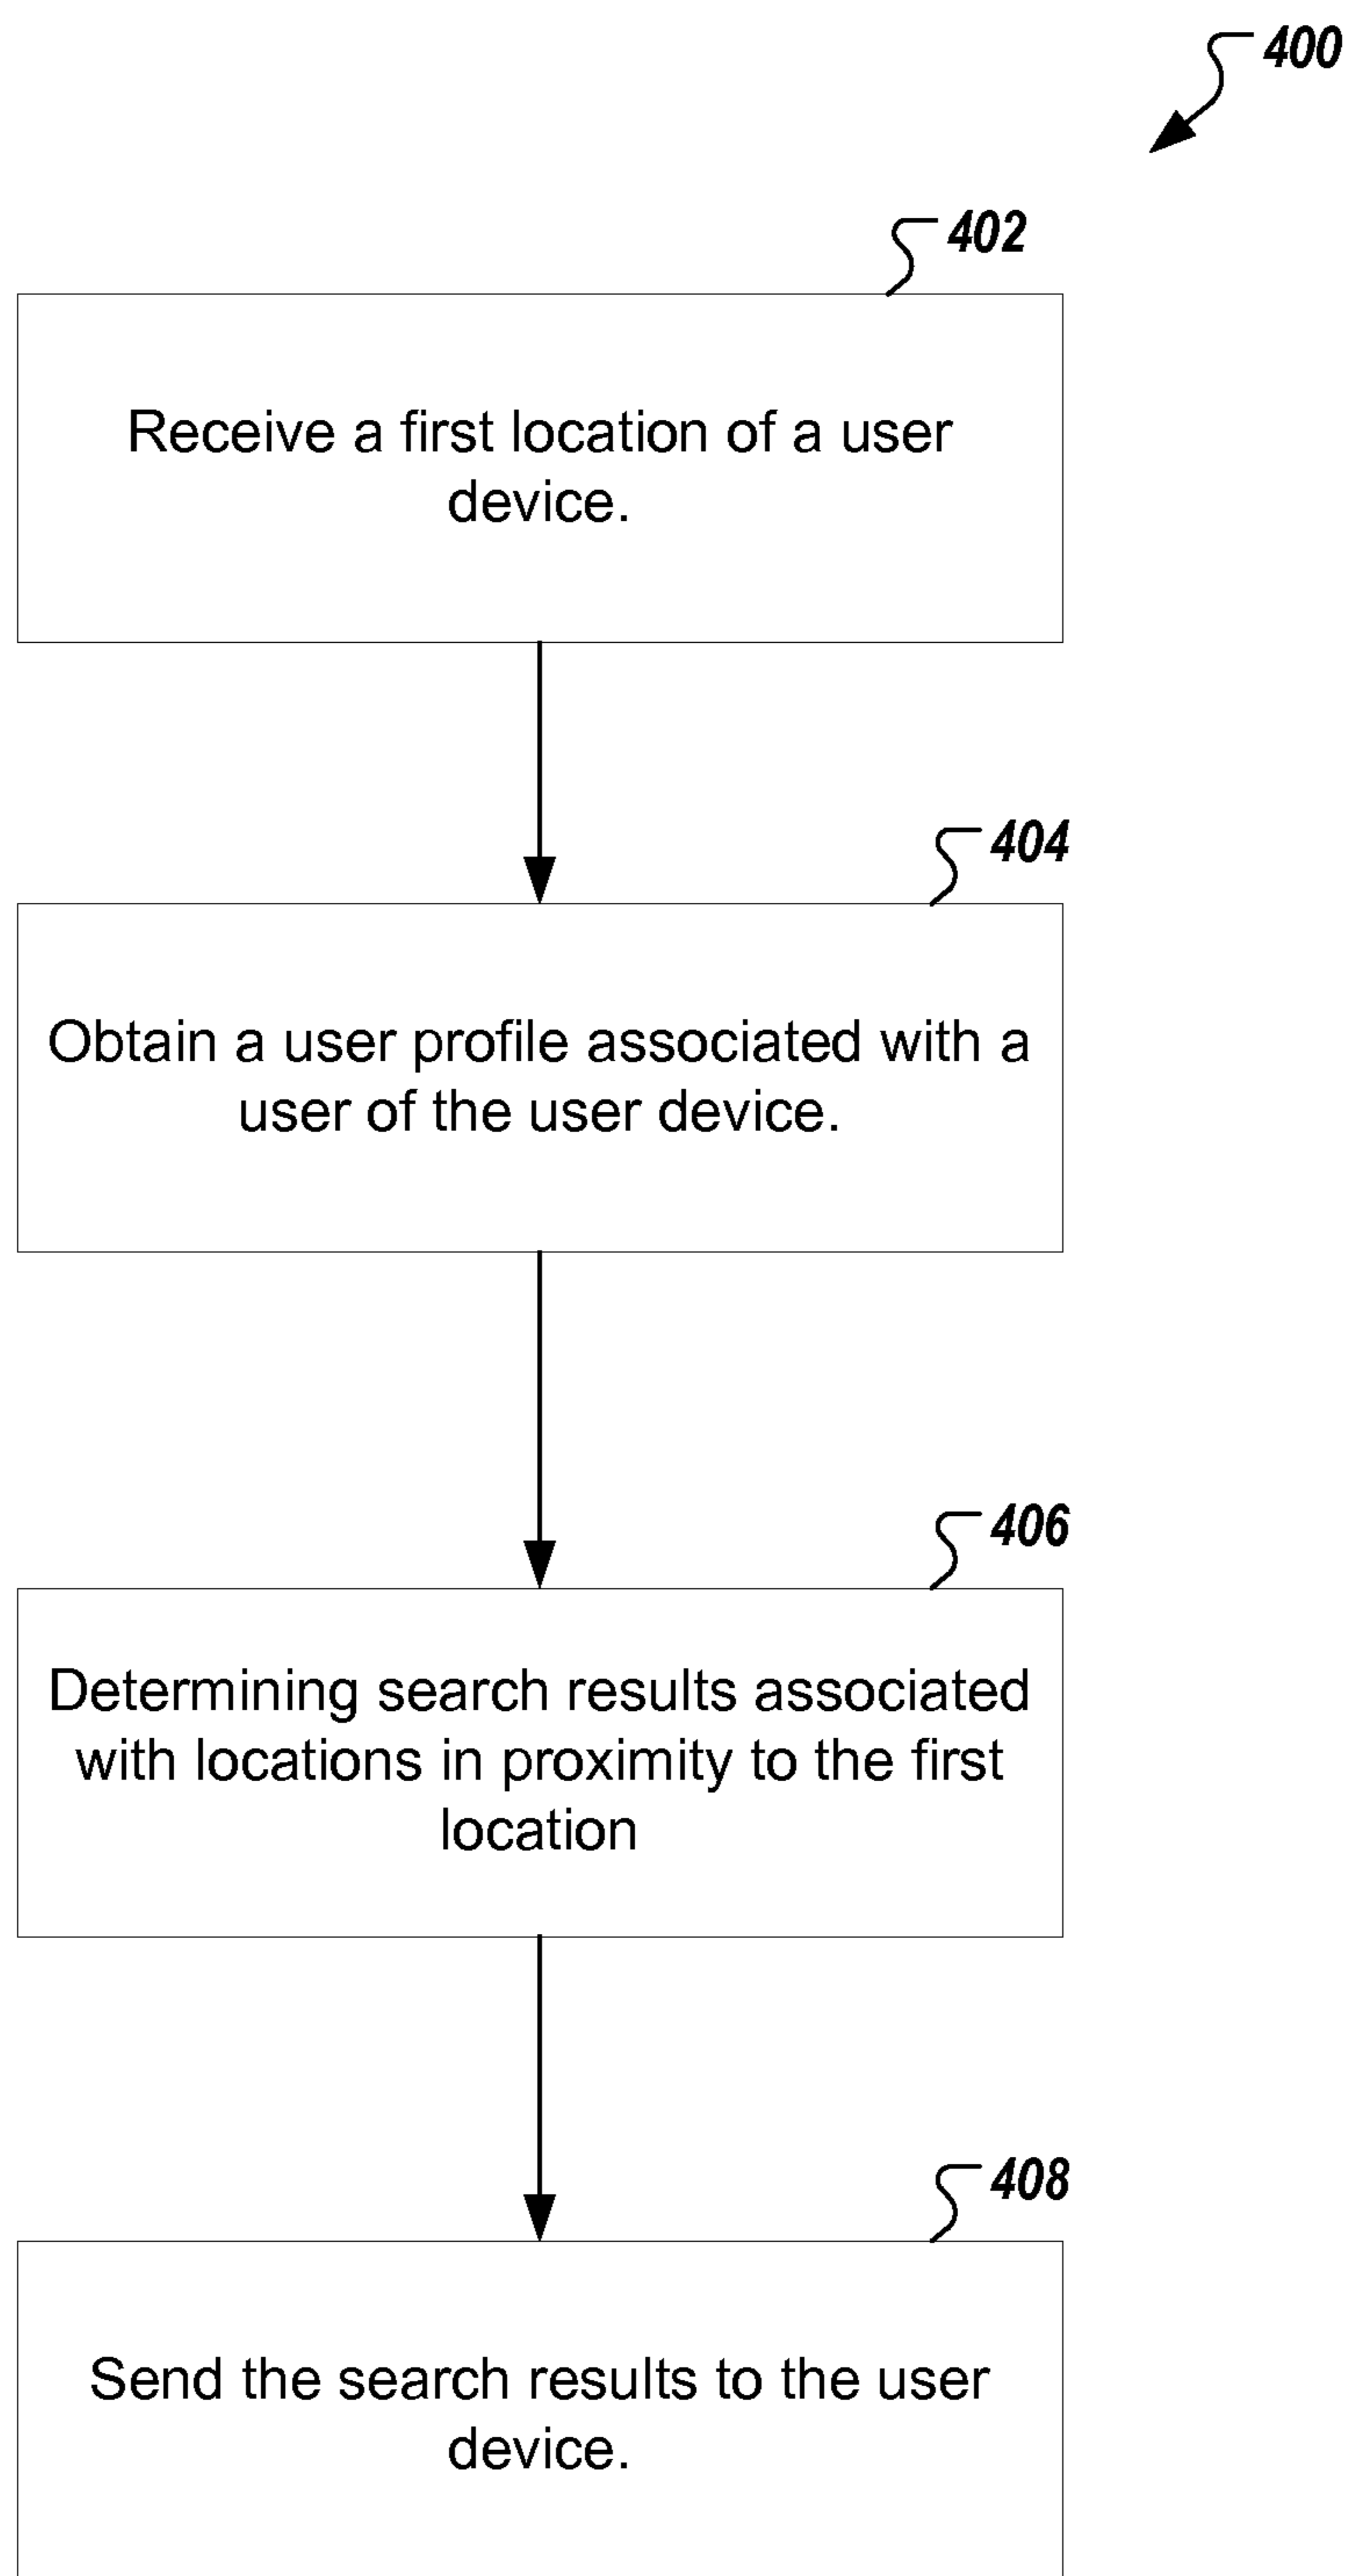 400
402
Receive a first location of a user
device.
404
Obtain a user profile associated with a
user of the user device.
406
Determining search results associated
with locations in proximity to the first
location
408
Send the search results to the user
device.